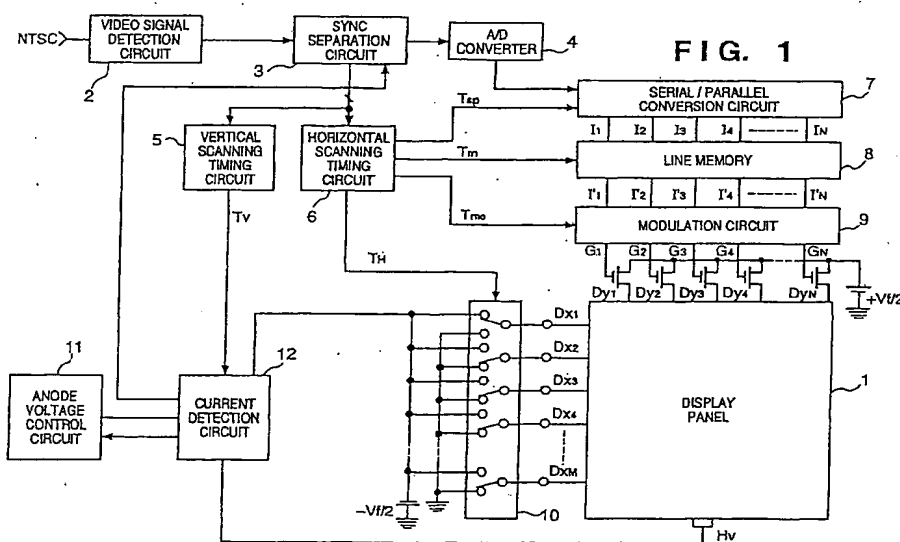 FIG. 1
NTSC
VIDEO SIGNAL
DETECTION
CIRCUIT
2
SYNC
SEPARATION
CIRCUIT
3
A/D
CONVERTER
4
SERIAL / PARALLEL
CONVERSION CIRCUIT
7
Tsp
I1 I2 I3 I4 IN
5
VERTICAL
SCANNING
TIMING
CIRCUIT
HORIZONTAL
SCANNING
TIMING
CIRCUIT
6
Tm
LINE MEMORY
8
I'1 I'2 I'3 I'4 I'N
Tmo
MODULATION CIRCUIT
9
Tv
TH
G1 G2 G3 G4 GN
Dy1 Dy2 Dy3 Dy4 DyN
+Vf/2
11
ANODE
VOLTAGE
CONTROL
CIRCUIT
12
CURRENT
DETECTION
CIRCUIT
Dx1
Dx2
Dx3
Dx4
DxM
DISPLAY
PANEL
1
-Vf/2
10
Hv